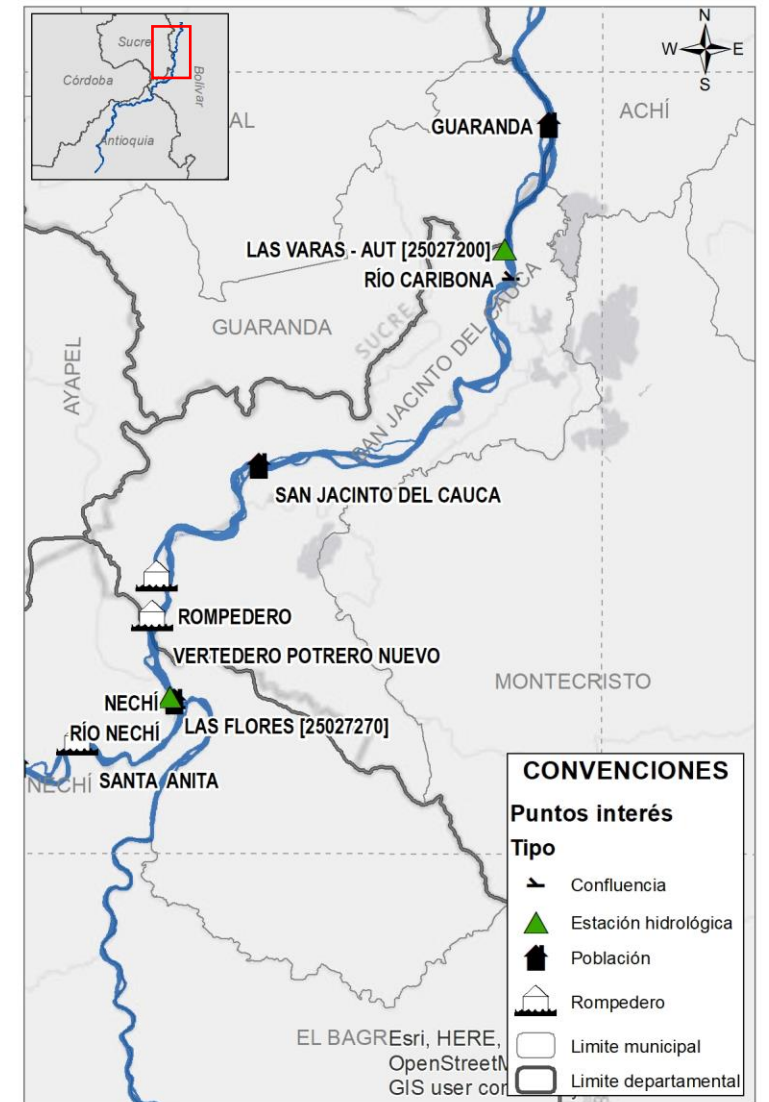 Sucre
Córdoba
Bolívar
Antioquia
N
W
E
S
AL
GUARANDA
ACHÍ
LAS VARAS - AUT [25027200]
RÍO CARIBONA
GUARANDA
SUCRE
AYAPEL
SAN JACINTO DEL CAUCA
SAN JACINTO DEL CAUCA
ROMPEDERO
VERTEDERO POTRERO NUEVO
MONTECRISTO
NECHÍ
LAS FLORES [25027270]
RÍO NECHÍ
NECHÍ
SANTA ANITA
CONVENCIONES
Puntos interés
Tipo
Confluencia
Estación hidrológica
Población
Rompedero
Limite municipal
Limite departamental
EL BAGRE
Esri, HERE,
OpenStreetM
GIS user cor